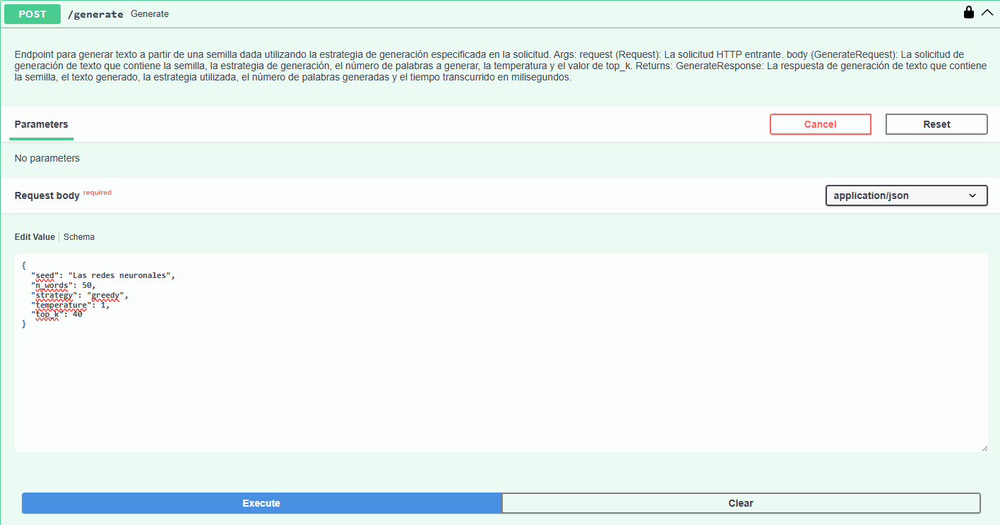 POST /generate Generate
Endpoint para generar texto a partir de una semilla dada utilizando la estrategia de generación especificada en la solicitud. Args: request (Request): La solicitud HTTP entrante. body (GenerateRequest): La solicitud de
generación de texto que contiene la semilla, la estrategia de generación, el número de palabras a generar, la temperatura y el valor de top_k. Returns: GenerateResponse: La respuesta de generación de texto que contiene
la semilla, el texto generado, la estrategia utilizada, el número de palabras generadas y el tiempo transcurrido en milisegundos.
Parameters Cancel Reset
No parameters
Request body required application/json
Edit Value Schema
{
  "seed": "Las redes neuronales",
  "n_words": 50,
  "strategy": "greedy",
  "temperature": 1,
  "top_k": 40
}
Execute Clear